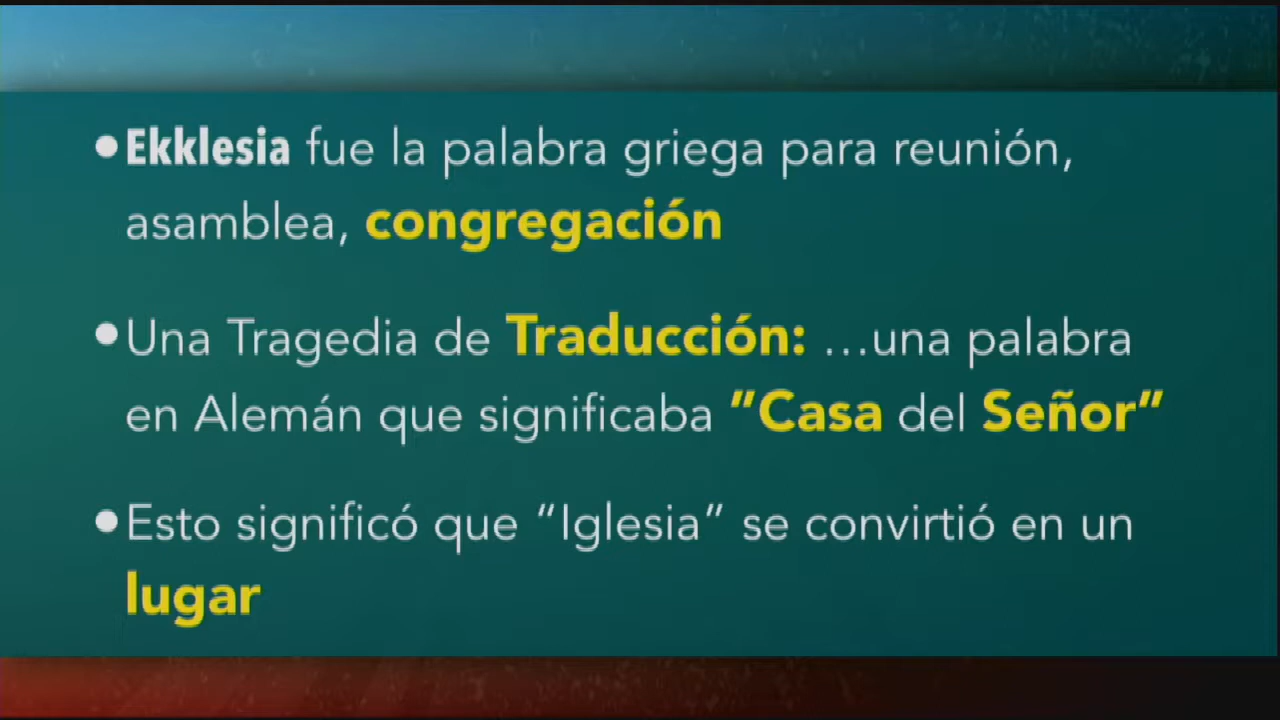 •Ekklesia fue la palabra griega para reunión,
asamblea, congregación
•Una Tragedia de Traducción: ...una palabra
en Alemán que significaba ”Casa del Señor”
•Esto significó que “Iglesia” se convirtió en un
lugar